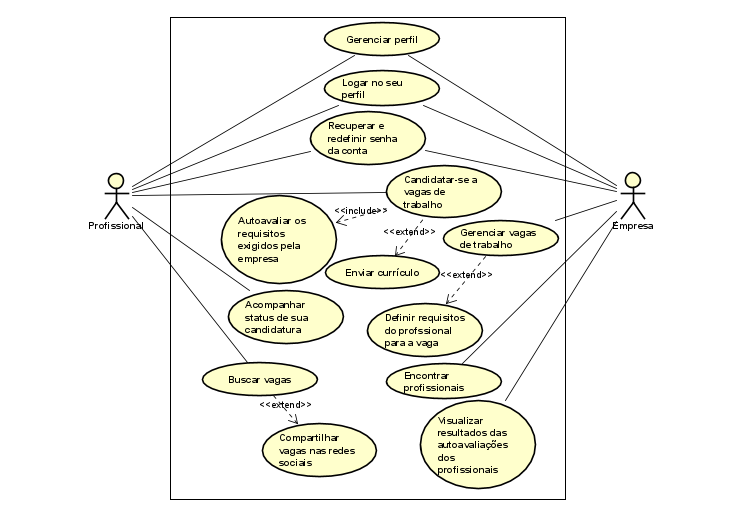 Gerenciar perfil
Logar no seu
perfil
Recuperar e
redefinir senha
da conta
Profissional
Empresa
Candidatar-se a
vagas de
trabalho
<<include>>
Autoavaliar os
requisitos
exigidos pela
empresa
<<extend>>
Gerenciar vagas
de trabalho
Enviar currículo
<<extend>>
Acompanhar
status de sua
candidatura
Definir requisitos
do profssional
para a vaga
Buscar vagas
Encontrar
profissionais
<<extend>>
Compartilhar
vagas nas redes
sociais
Visualizar
resultados das
autoavaliações
dos
profissionais